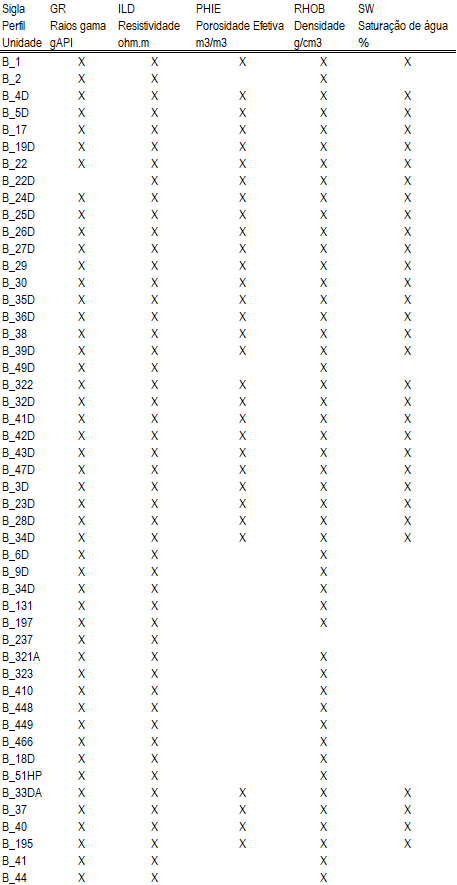 Sigla GR ILD PHIE RHOB SW
Perfil Raios gama Resistividade Porosidade Efetiva Densidade Saturação de água
Unidade gAPI ohm.m m3/m3 g/cm3 %
B_1 X X X X X
B_2 X X X
B_4D X X X X X
B_5D X X X X X
B_17 X X X X X
B_19D X X X X X
B_22 X X X X X
B_22D X X X X
B_24D X X X X X
B_25D X X X X X
B_26D X X X X X
B_27D X X X X X
B_29 X X X X X
B_30 X X X X X
B_35D X X X X X
B_36D X X X X X
B_38 X X X X X
B_39D X X X X X
B_49D X X X
B_322 X X X X X
B_32D X X X X X
B_41D X X X X X
B_42D X X X X X
B_43D X X X X X
B_47D X X X X X
B_3D X X X X X
B_23D X X X X X
B_28D X X X X X
B_34D X X X X X
B_6D X X X
B_9D X X X
B_34D X X X
B_131 X X X
B_197 X X X
B_237 X X
B_321A X X X
B_323 X X X
B_410 X X X
B_448 X X X
B_449 X X X
B_466 X X X
B_18D X X X
B_51HP X X X
B_33DA X X X X X
B_37 X X X X X
B_40 X X X X X
B_195 X X X X X
B_41 X X X
B_44 X X X